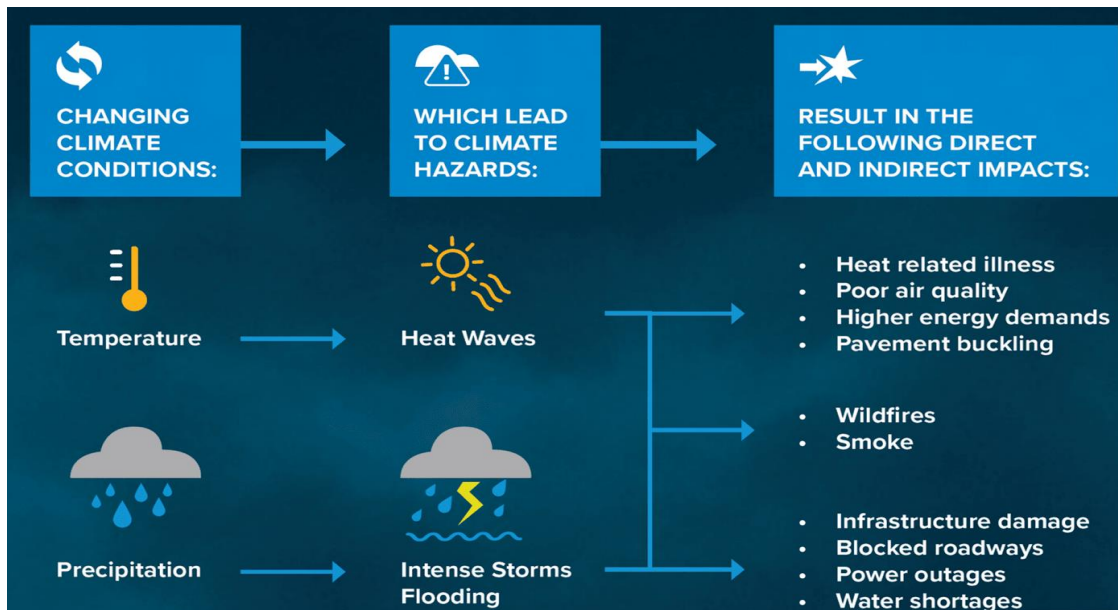 CHANGING
CLIMATE
CONDITIONS:
WHICH LEAD
TO CLIMATE
HAZARDS:
RESULT IN THE
FOLLOWING DIRECT
AND INDIRECT IMPACTS:
Temperature
Heat Waves
• Heat related illness
• Poor air quality
• Higher energy demands
• Pavement buckling
• Wildfires
• Smoke
Precipitation
Intense Storms
Flooding
• Infrastructure damage
• Blocked roadways
• Power outages
• Water shortages